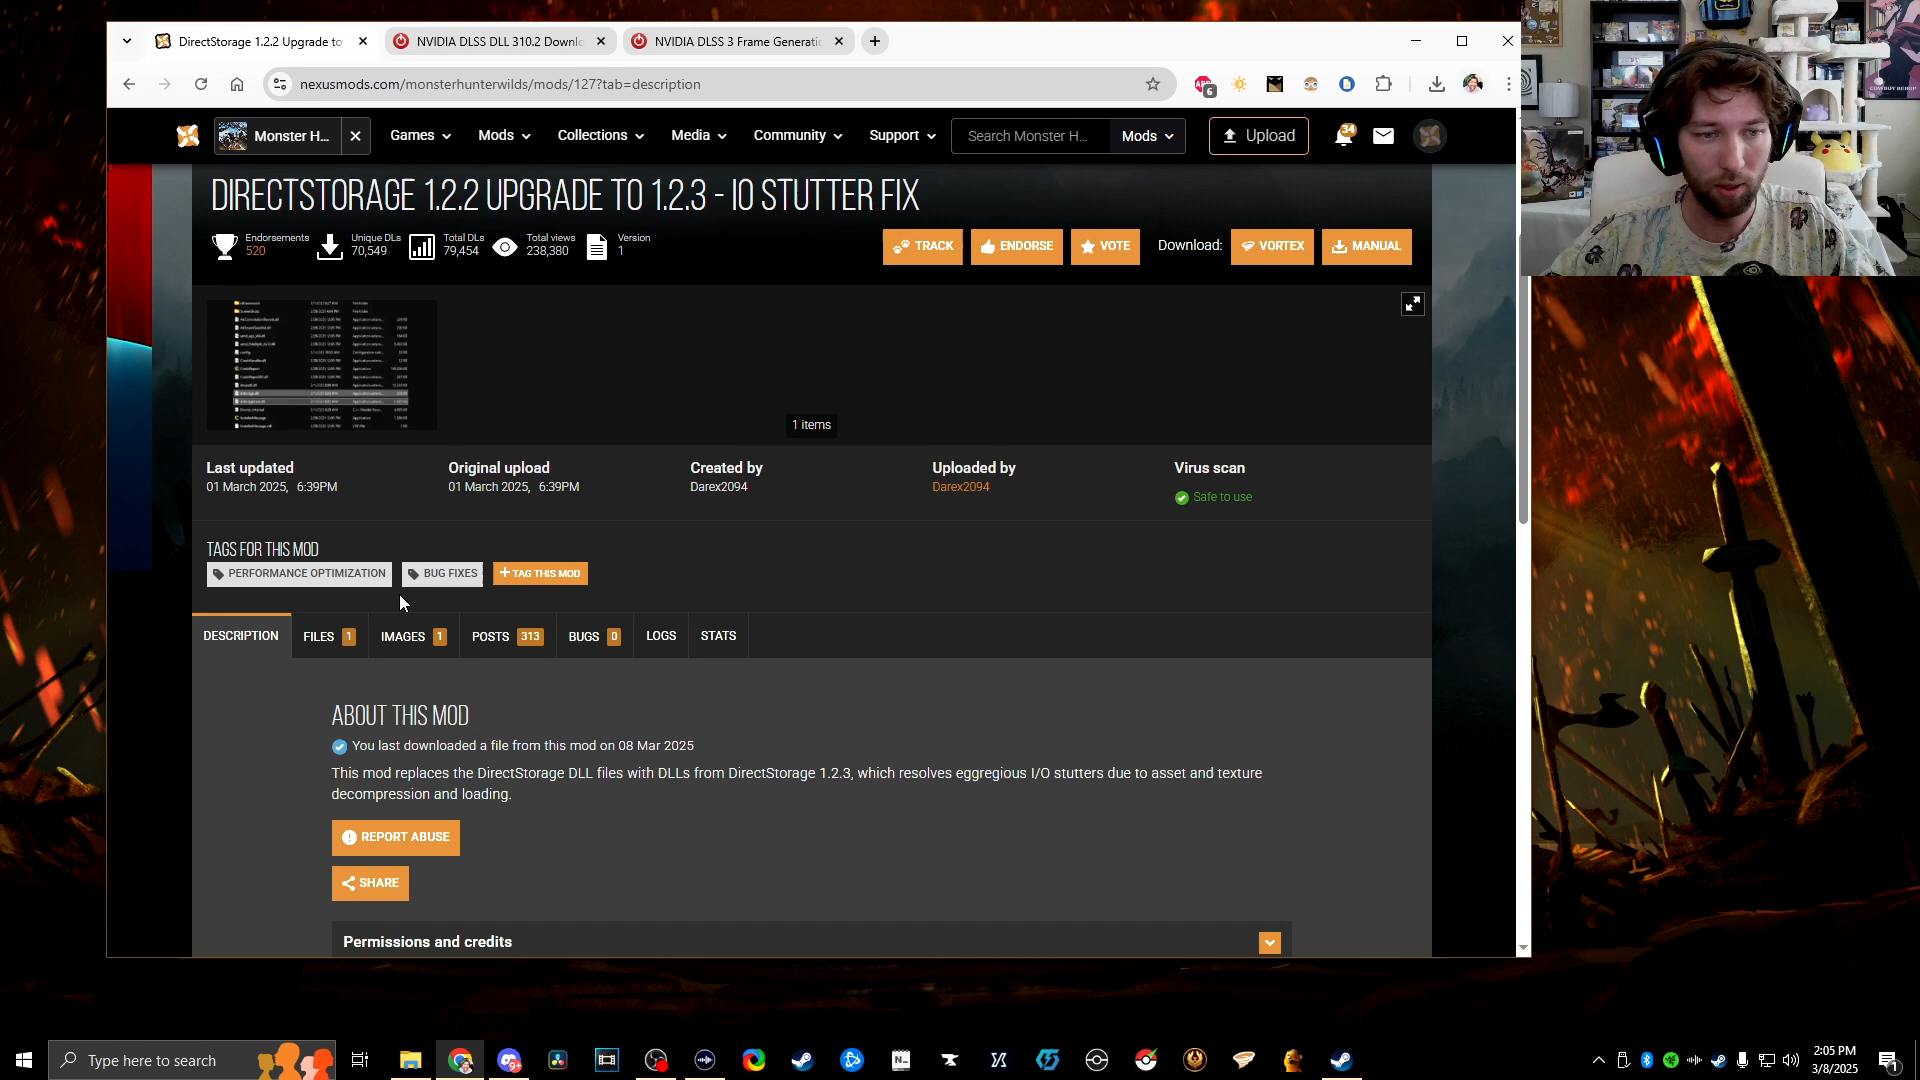 DirectStorage 1.2.2 Upgrade to
NVIDIA DLSS DLL 310.2 Downlo
NVIDIA DLSS 3 Frame Generati
nexusmods.com/monsterhunterwilds/mods/127?tab=description
6
Monster H...
Games
Mods
Collections
Media
Community
Support
Search Monster H...
Mods
Upload
34
DIRECTSTORAGE 1.2.2 UPGRADE TO 1.2.3 - IO STUTTER FIX
Endorsements
520
Unique DLs
70,549
Total DLs
79,454
Total views
238,380
Version
1
TRACK
ENDORSE
VOTE
Download:
VORTEX
MANUAL
1 items
Last updated
01 March 2025, 6:39PM
Original upload
01 March 2025, 6:39PM
Created by
Darex2094
Uploaded by
Darex2094
Virus scan
Safe to use
TAGS FOR THIS MOD
PERFORMANCE OPTIMIZATION
BUG FIXES
+ TAG THIS MOD
DESCRIPTION
FILES 1
IMAGES 1
POSTS 313
BUGS 0
LOGS
STATS
ABOUT THIS MOD
You last downloaded a file from this mod on 08 Mar 2025
This mod replaces the DirectStorage DLL files with DLLs from DirectStorage 1.2.3, which resolves eggregious I/O stutters due to asset and texture
decompression and loading.
REPORT ABUSE
SHARE
Permissions and credits
COWBOY BEBOP
Type here to search
9+
2:05 PM
3/8/2025
1